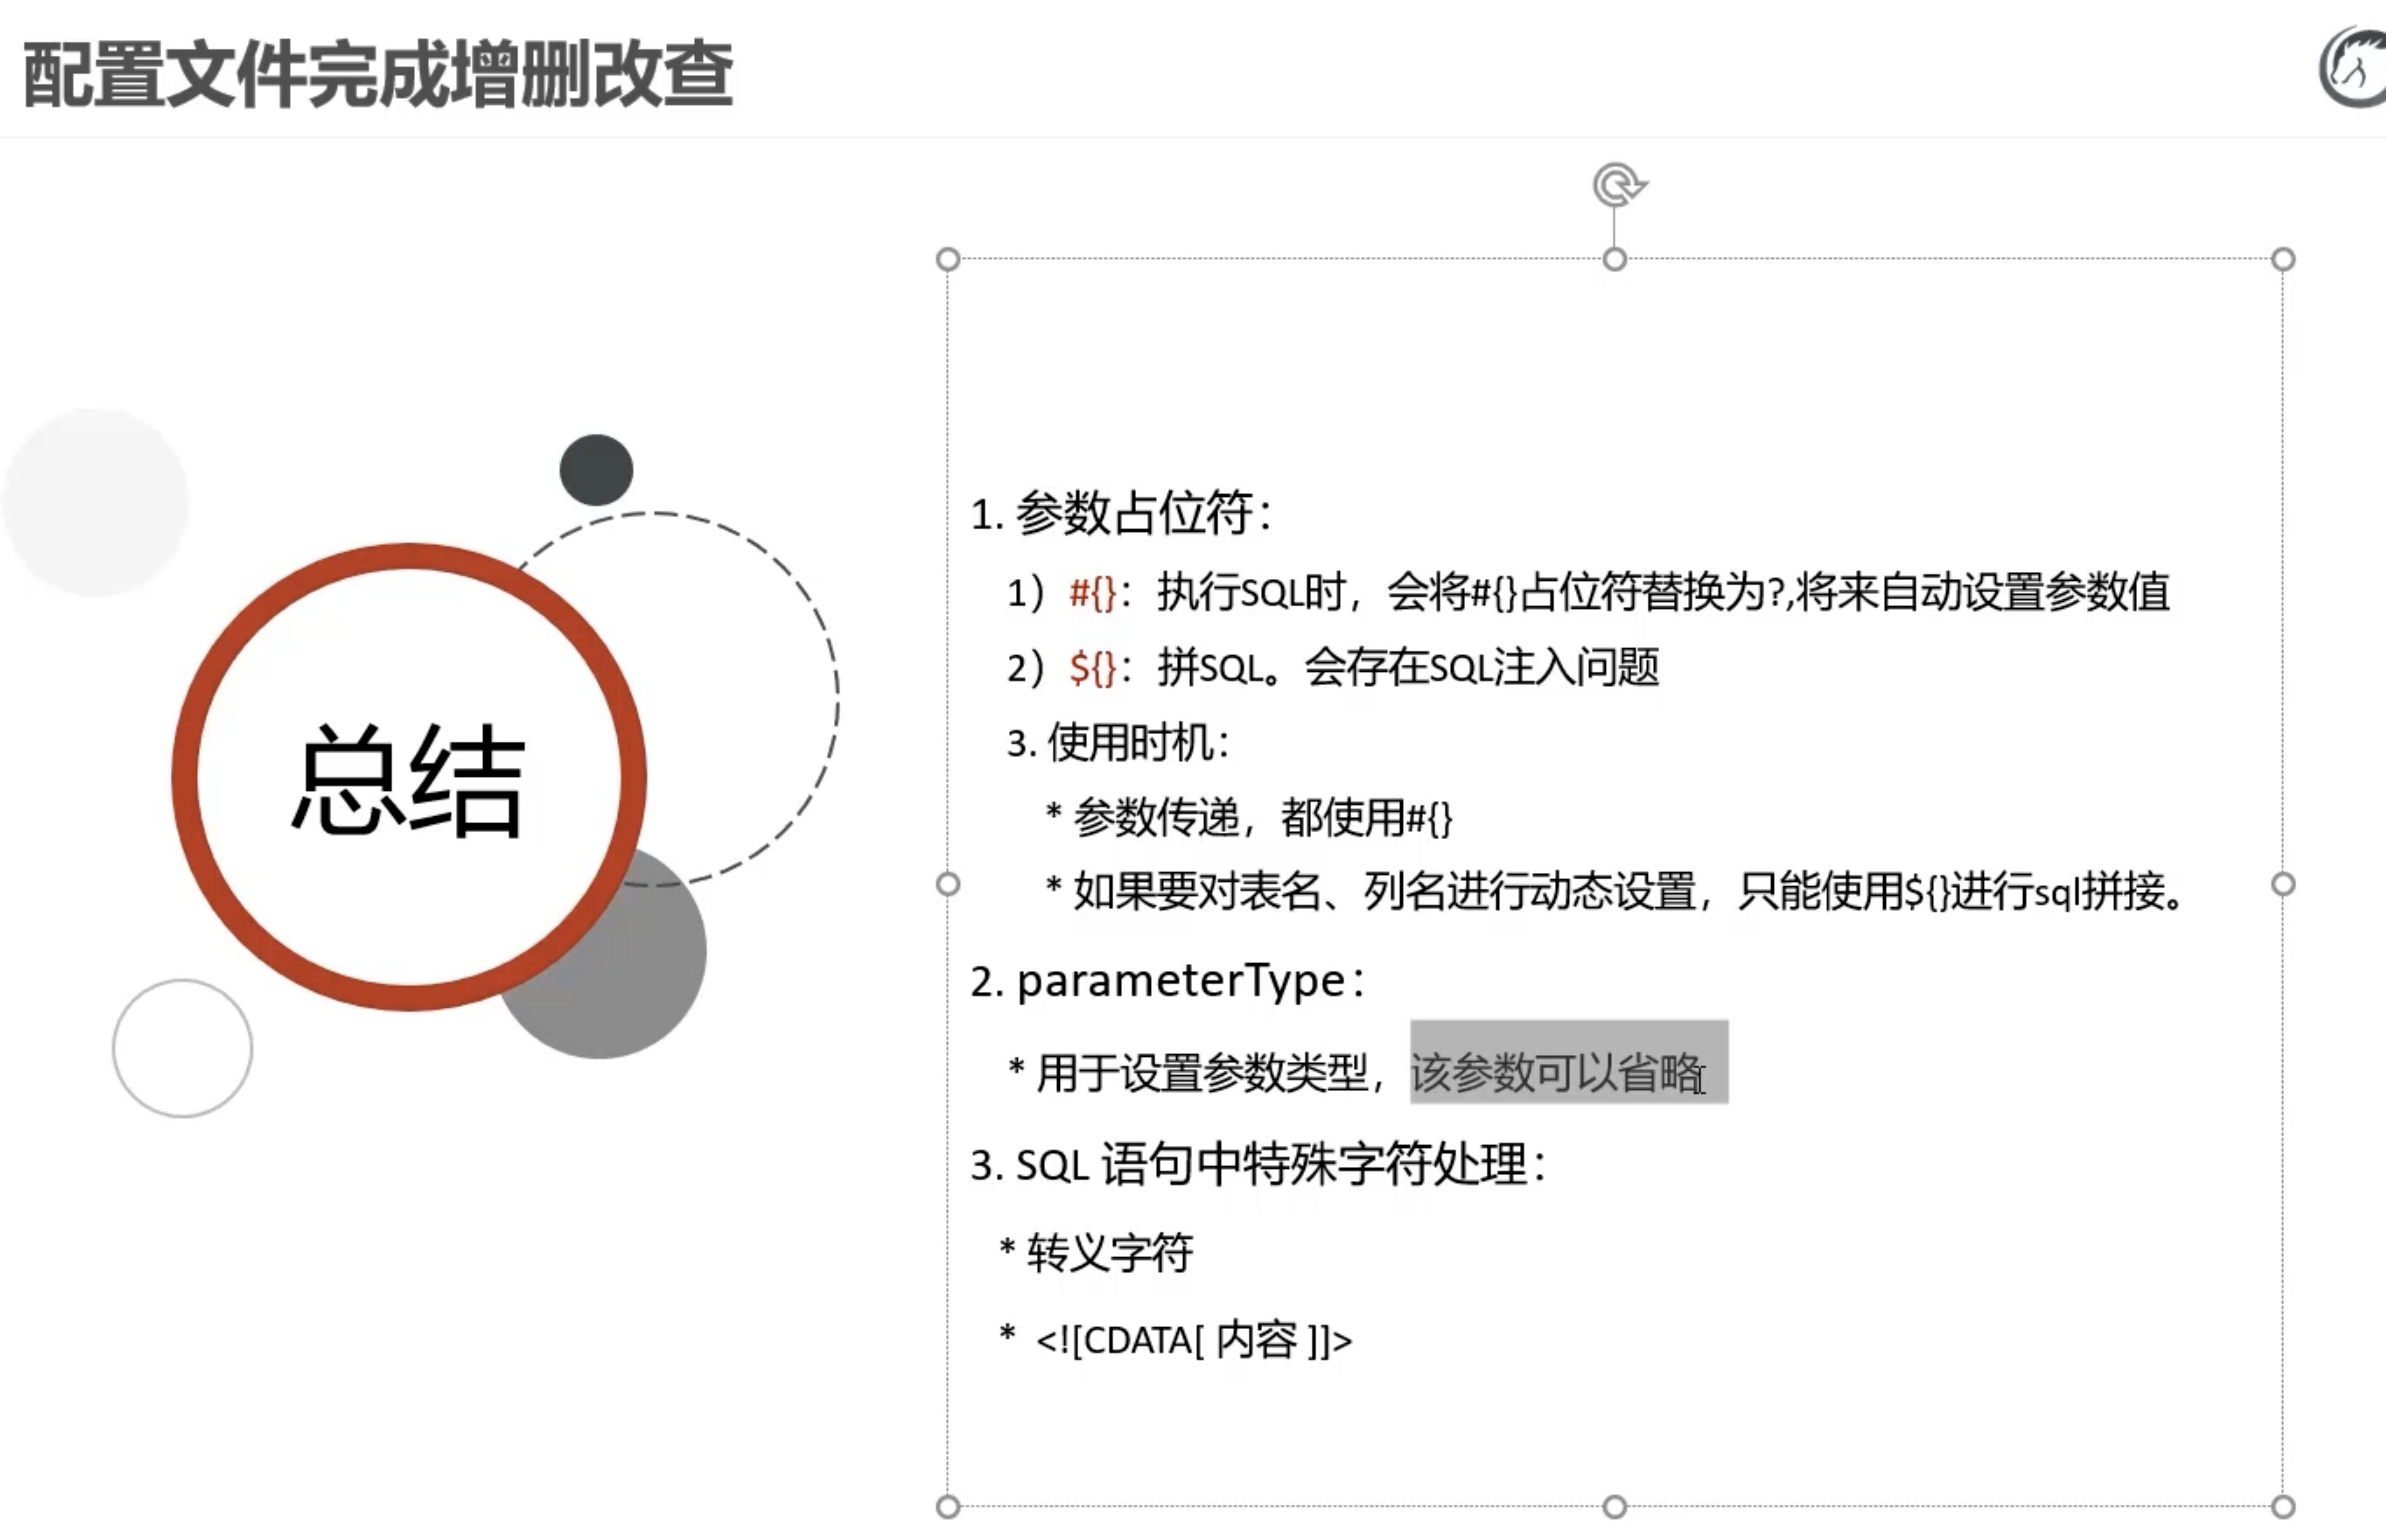 配置文件完成增删改查
总结
1. 参数占位符：
1）#{}：执行SQL时，会将#{}占位符替换为?,将来自动设置参数值
2）${}：拼SQL。会存在SQL注入问题
3. 使用时机：
* 参数传递，都使用#{}
* 如果要对表名、列名进行动态设置，只能使用${}进行sql拼接。
2. parameterType：
* 用于设置参数类型，该参数可以省略
3. SQL 语句中特殊字符处理：
* 转义字符
* <![CDATA[ 内容 ]]>